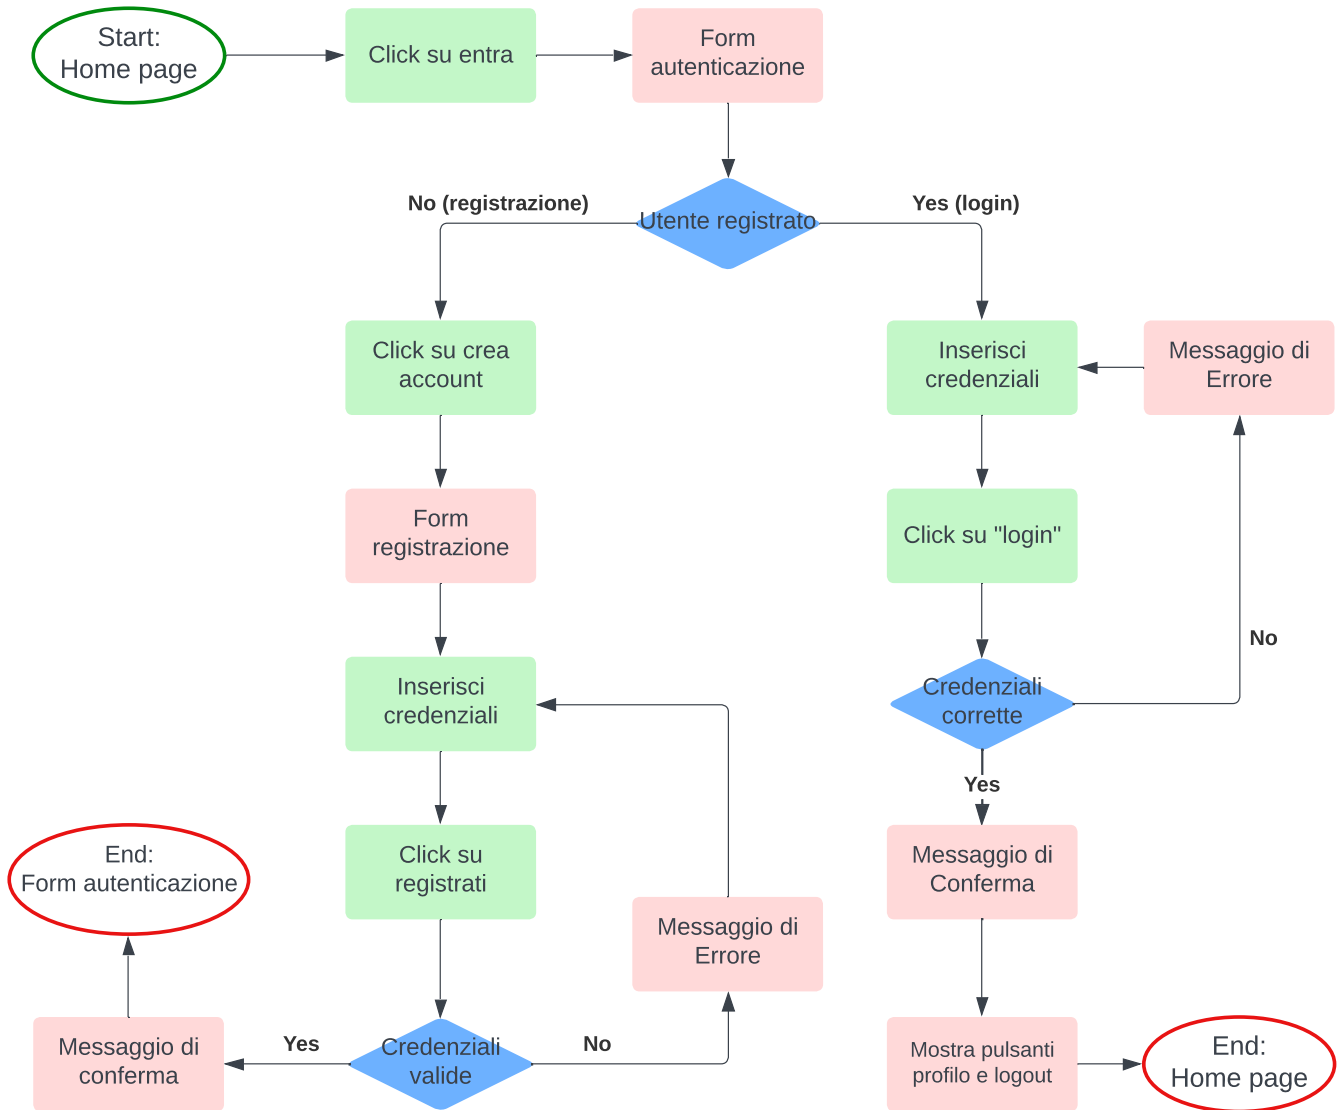 Start:
Home page
Click su entra
Form
autenticazione
No (registrazione)
Utente registrato
Yes (login)
Click su crea
account
Inserisci
credenziali
Messaggio di
Errore
Form
registrazione
Click su "login"
No
Inserisci
credenziali
Credenziali
corrette
Yes
End:
Form autenticazione
Click su
registrati
Messaggio di
Errore
Messaggio di
Conferma
Messaggio di
conferma
Yes
Credenziali
valide
No
Mostra pulsanti
profilo e logout
End:
Home page